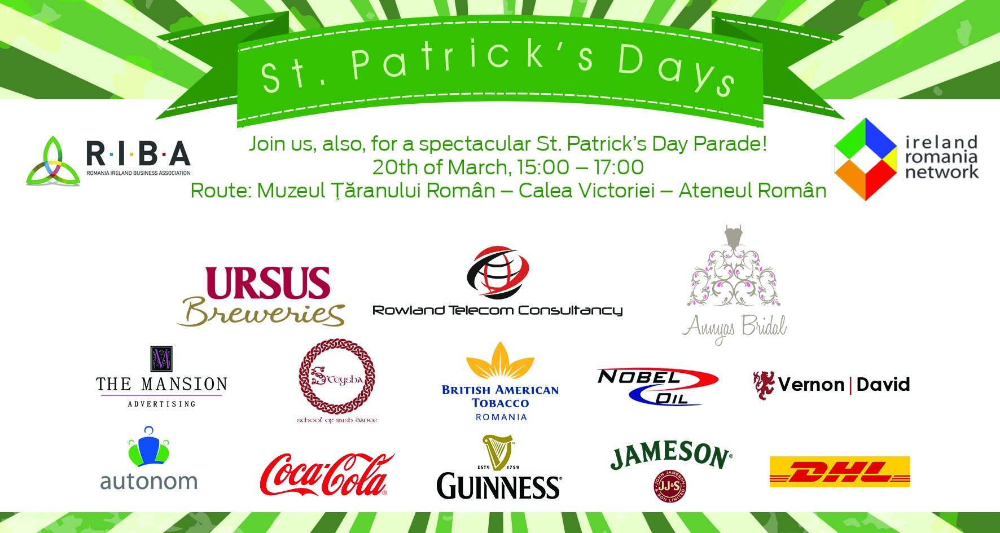 St. Patrick's Days
R·I·B·A
ROMANIA IRELAND BUSINESS ASSOCIATION
Join us, also, for a spectacular St. Patrick’s Day Parade!
20th of March, 15:00 – 17:00
Route: Muzeul Ţăranului Român – Calea Victoriei – Ateneul Român
ireland
romania
network
URSUS
Breweries
Rowland Telecom Consultancy
Annyas Bridal
M
THE MANSION
ADVERTISING
Steysha
School of Irish Dance
BRITISH AMERICAN
TOBACCO
ROMANIA
NOBEL
OIL
Vernon|David
autonom
Coca-Cola®
ESTD 1759
GUINNESS®
JAMESON®
JOHN JAMESON
JJ&S
& SON LIMITED
DHL